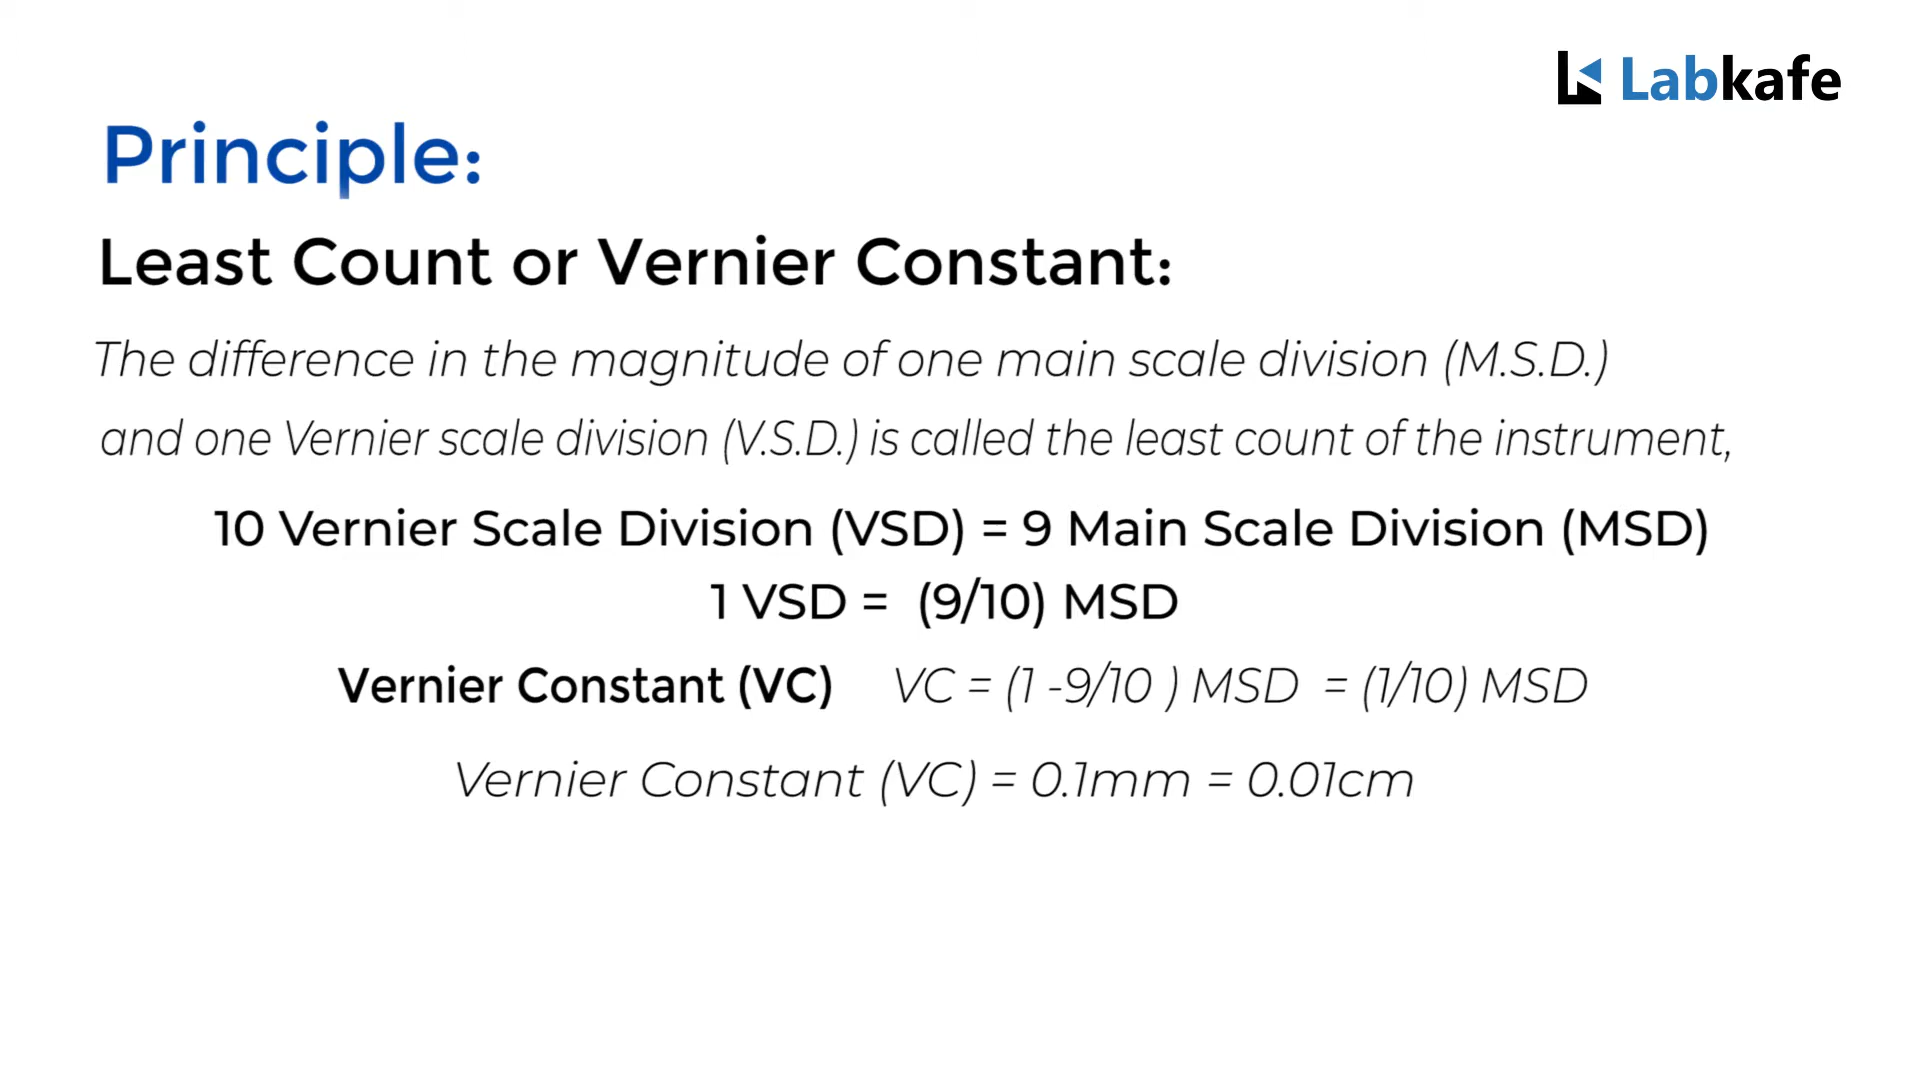 Labkafe
Principle:
Least Count or Vernier Constant:
The difference in the magnitude of one main scale division (M.S.D.)
and one Vernier scale division (V.S.D.) is called the least count of the instrument,
10 Vernier Scale Division (VSD) = 9 Main Scale Division (MSD)
1 VSD = (9/10) MSD
Vernier Constant (VC) VC = (1 -9/10 ) MSD = (1/10) MSD
Vernier Constant (VC) = 0.1mm = 0.01cm